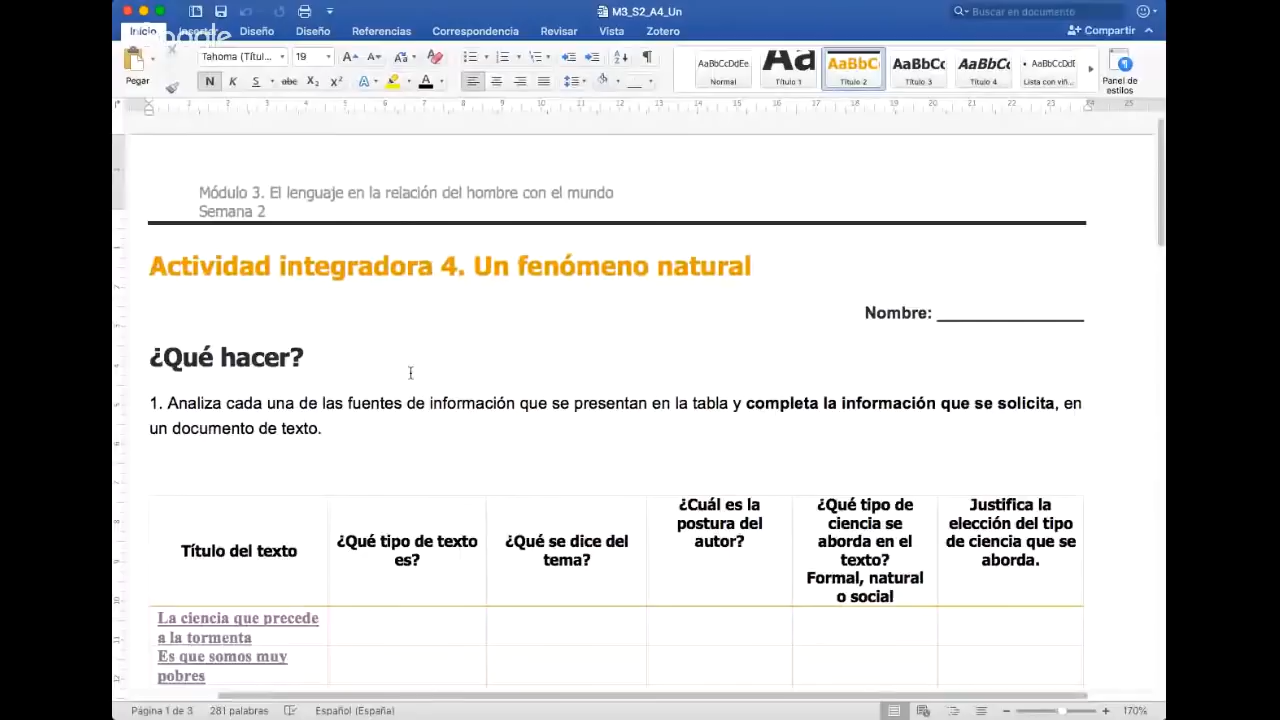 M3_S2_A4_Un
Buscar en documento
Inicio Insertar Diseño Diseño Referencias Correspondencia Revisar Vista Zotero
Compartir
Google
Pegar
Tahoma (Títul... 19
N K S abc X₂ X²
AaBbCcDdEe AaBbC AaBbCc AaBbCc AaBbCcDdE
Normal Título 1 Título 2 Título 3 Título 4 Lista con viñ...
Panel de
estilos
Módulo 3. El lenguaje en la relación del hombre con el mundo
Semana 2
Actividad integradora 4. Un fenómeno natural
Nombre: ________________
¿Qué hacer?
1. Analiza cada una de las fuentes de información que se presentan en la tabla y completa la información que se solicita, en
un documento de texto.
Título del texto
¿Qué tipo de texto
es?
¿Qué se dice del
tema?
¿Cuál es la
postura del
autor?
¿Qué tipo de
ciencia se
aborda en el
texto?
Formal, natural
o social
Justifica la
elección del tipo
de ciencia que se
aborda.
La ciencia que precede
a la tormenta
Es que somos muy
pobres
Página 1 de 3 281 palabras Español (Español) 170%